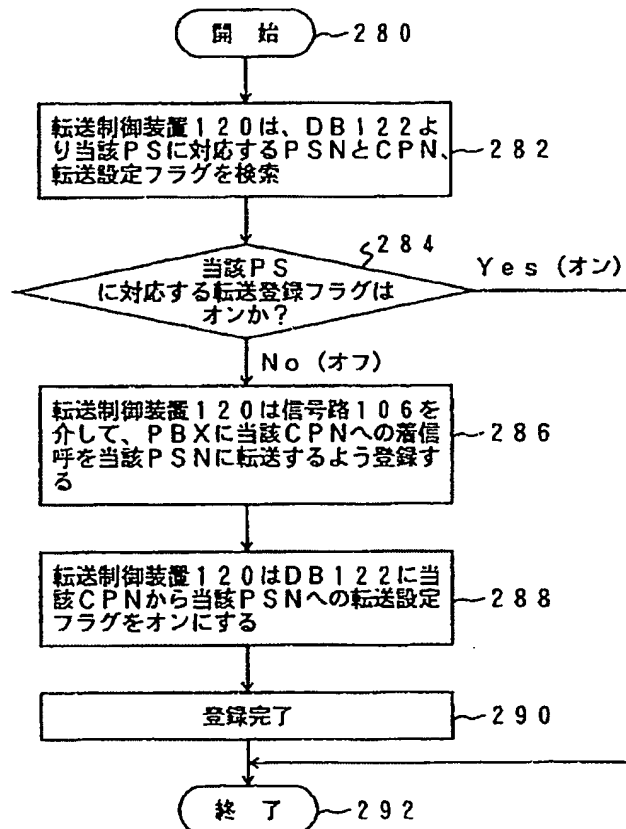 開 始 280
転送制御装置120は、DB122よ
り当該PSに対応するPSNとCPN、
転送設定フラグを検索
282
284
当該PS
に対応する転送登録フラグは
オンか?
Yes (オン)
No (オフ)
転送制御装置120は信号路106を
介して、PBXに当該CPNへの着信
呼を当該PSNに転送するよう登録す
る
286
転送制御装置120はDB122に当
該CPNから当該PSNへの転送設定
フラグをオンにする
288
登録完了 290
終 了 292